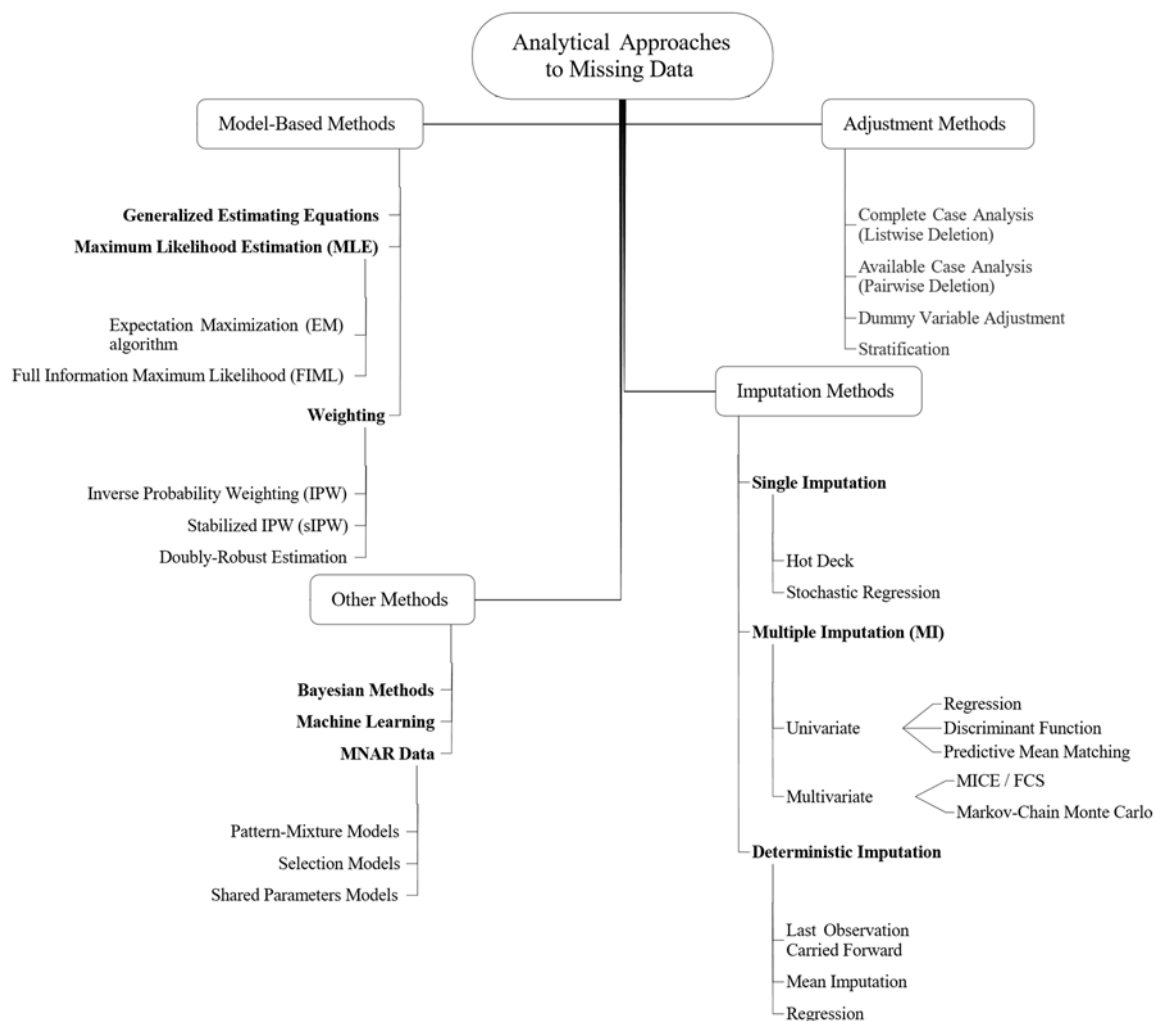 Analytical Approaches
to Missing Data
Model-Based Methods
Generalized Estimating Equations
Maximum Likelihood Estimation (MLE)
Expectation Maximization (EM)
algorithm
Full Information Maximum Likelihood (FIML)
Weighting
Inverse Probability Weighting (IPW)
Stabilized IPW (sIPW)
Doubly-Robust Estimation
Other Methods
Bayesian Methods
Machine Learning
MNAR Data
Pattern-Mixture Models
Selection Models
Shared Parameters Models
Adjustment Methods
Complete Case Analysis
(Listwise Deletion)
Available Case Analysis
(Pairwise Deletion)
Dummy Variable Adjustment
Stratification
Imputation Methods
Single Imputation
Hot Deck
Stochastic Regression
Multiple Imputation (MI)
Univariate
Regression
Discriminant Function
Predictive Mean Matching
Multivariate
MICE / FCS
Markov-Chain Monte Carlo
Deterministic Imputation
Last Observation
Carried Forward
Mean Imputation
Regression